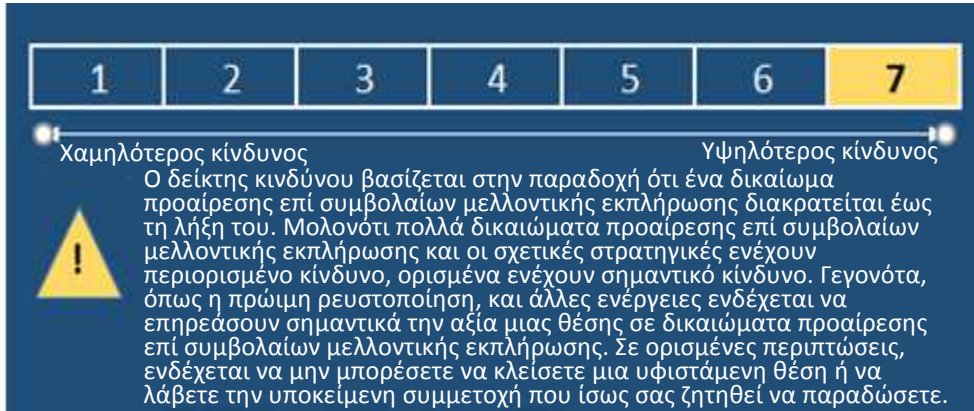 1 2 3 4 5 6 7
Χαμηλότερος κίνδυνος Υψηλότερος κίνδυνος
Ο δείκτης κινδύνου βασίζεται στην παραδοχή ότι ένα δικαίωμα
προαίρεσης επί συμβολαίων μελλοντικής εκπλήρωσης διακρατείται έως
τη λήξη του. Μολονότι πολλά δικαιώματα προαίρεσης επί συμβολαίων
μελλοντικής εκπλήρωσης και οι σχετικές στρατηγικές ενέχουν
περιορισμένο κίνδυνο, ορισμένα ενέχουν σημαντικό κίνδυνο. Γεγονότα,
όπως η πρώιμη ρευστοποίηση, και άλλες ενέργειες ενδέχεται να
επηρεάσουν σημαντικά την αξία μιας θέσης σε δικαιώματα προαίρεσης
επί συμβολαίων μελλοντικής εκπλήρωσης. Σε ορισμένες περιπτώσεις,
ενδέχεται να μην μπορέσετε να κλείσετε μια υφιστάμενη θέση ή να
λάβετε την υποκείμενη συμμετοχή που ίσως σας ζητηθεί να παραδώσετε.
!